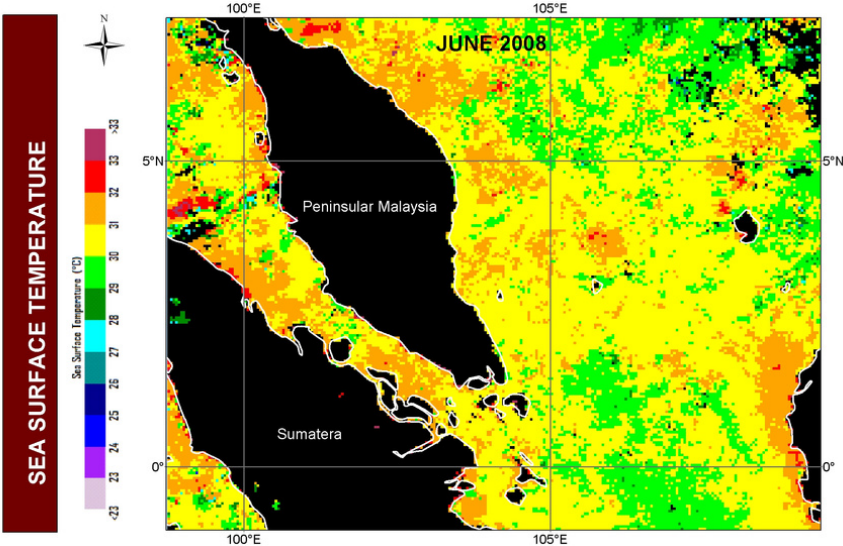 SEA SURFACE TEMPERATURE
N
Sea Surface Temperature (°C)
>33
33
32
31
30
29
28
27
26
25
24
23
<23
100°E
105°E
JUNE 2008
5°N
5°N
Peninsular Malaysia
Sumatera
0°
0°
100°E
105°E